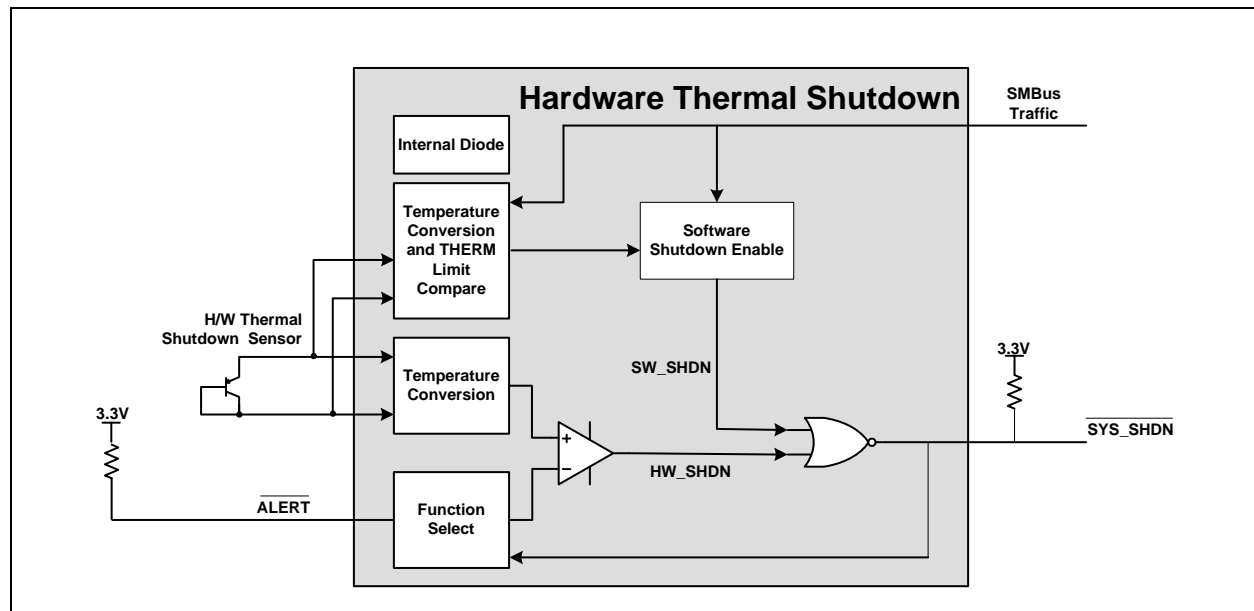 Hardware Thermal Shutdown
SMBus
Traffic
Internal Diode
Temperature
Conversion
and THERM
Limit
Compare
Software
Shutdown Enable
H/W Thermal
Shutdown Sensor
Temperature
Conversion
SW_SHDN
3.3V
3.3V
+
−
SYS_SHDN
HW_SHDN
ALERT
Function
Select